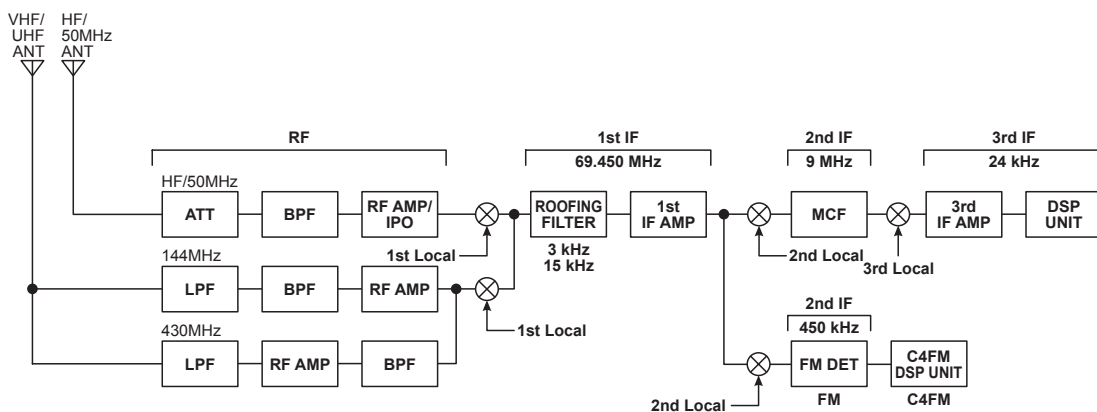 VHF/
UHF
ANT
HF/
50MHz
ANT
RF
1st IF
69.450 MHz
2nd IF
9 MHz
3rd IF
24 kHz
HF/50MHz
ATT
BPF
RF AMP/
IPO
1st Local
ROOFING
FILTER
3 kHz
15 kHz
1st
IF AMP
2nd Local
MCF
3rd Local
3rd
IF AMP
DSP
UNIT
144MHz
LPF
BPF
RF AMP
1st Local
430MHz
LPF
RF AMP
BPF
2nd Local
2nd IF
450 kHz
FM DET
FM
C4FM
DSP UNIT
C4FM